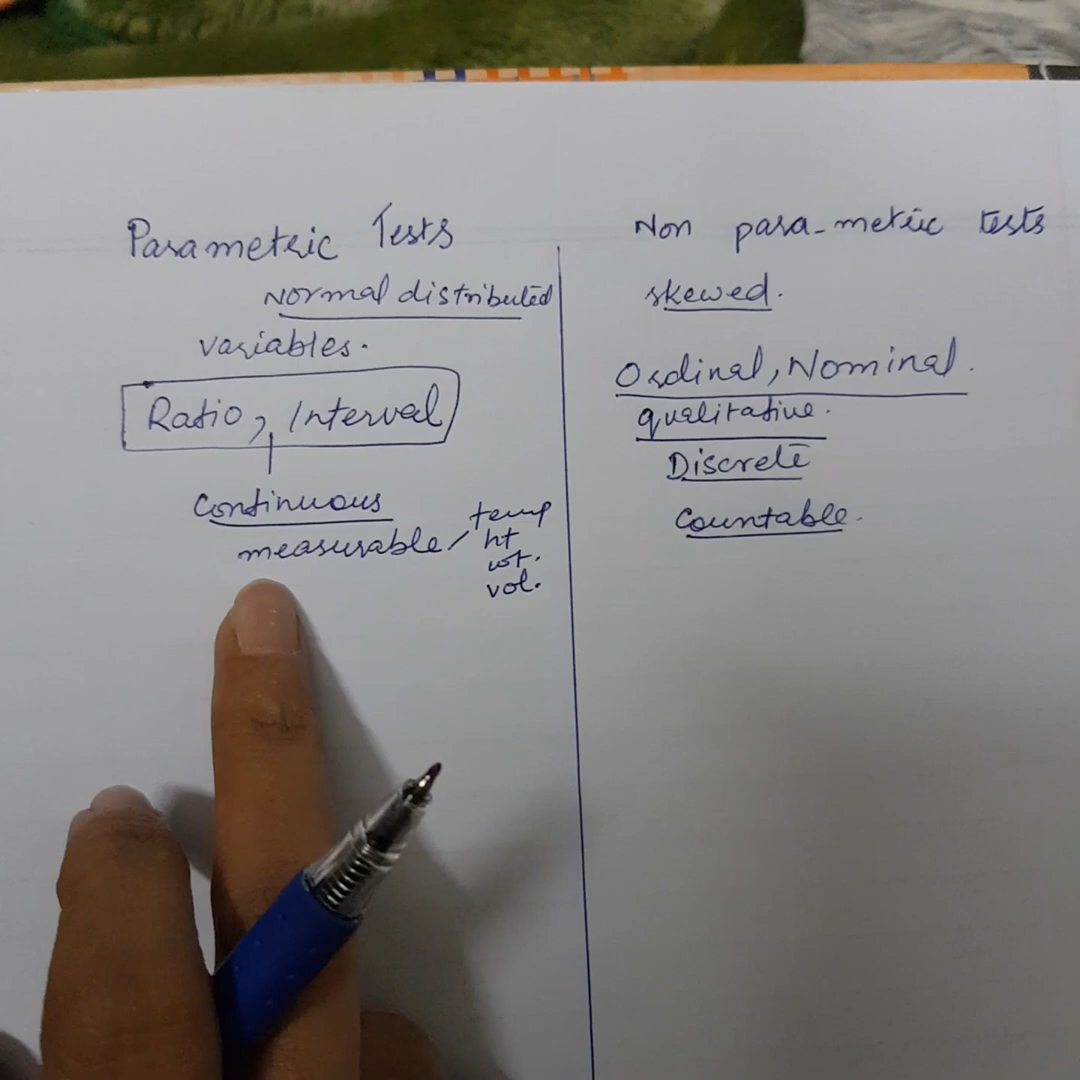 Parametric Tests
Normal distributed
variables.
Ratio, Interval
Continuous
measurable
temp
ht
wt.
vol.
Non para-metric tests
skewed.
Ordinal, Nominal.
qualitative.
Discrete
Countable.